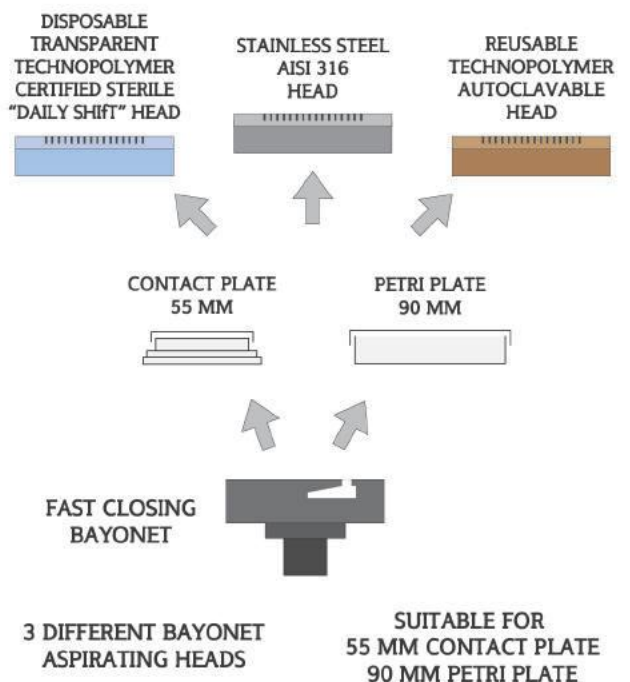 DISPOSABLE
TRANSPARENT
TECHNOPOLYMER
CERTIFIED STERILE
“DAILY SHIfT” HEAD
STAINLESS STEEL
AISI 316
HEAD
REUSABLE
TECHNOPOLYMER
AUTOCLAVABLE
HEAD
CONTACT PLATE
55 MM
PETRI PLATE
90 MM
FAST CLOSING
BAYONET
3 DIFFERENT BAYONET
ASPIRATING HEADS
SUITABLE FOR
55 MM CONTACT PLATE
90 MM PETRI PLATE